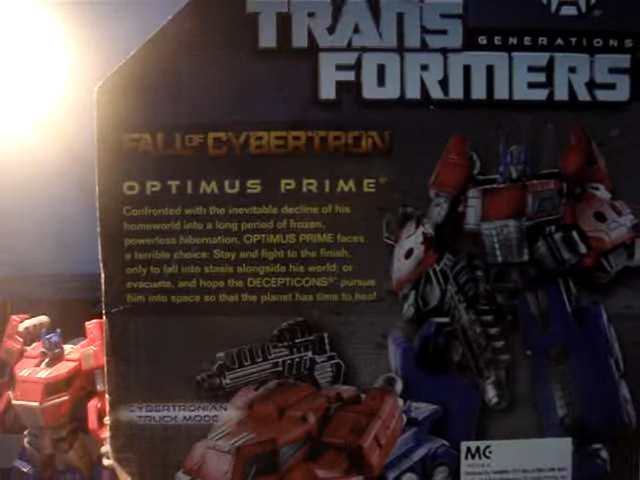 TRANS
GENERATIONS
FORMERS
FALL OF CYBERTRON
OPTIMUS PRIME
Confronted with the inevitable decline of his
homeworld into a long period of frozen,
powerless hibernation, OPTIMUS PRIME faces
a terrible choice: Stay and fight to the finish,
only to fall into stasis alongside his world; or
evacuate, and hope the DECEPTICONS® pursue
him into space so that the planet has time to heal.
CYBERTRONIAN
TRUCK MODE
MC